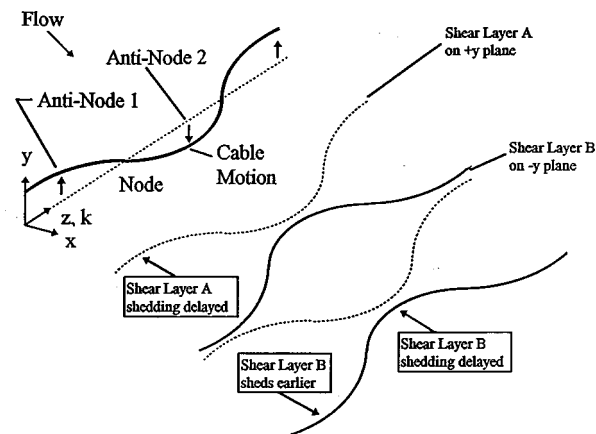 Flow
Anti-Node 2
Anti-Node 1
y
Node
Cable
Motion
z, k
x
Shear Layer A
on +y plane
Shear Layer B
on -y plane
Shear Layer A
shedding delayed
Shear Layer B
sheds earlier
Shear Layer B
shedding delayed